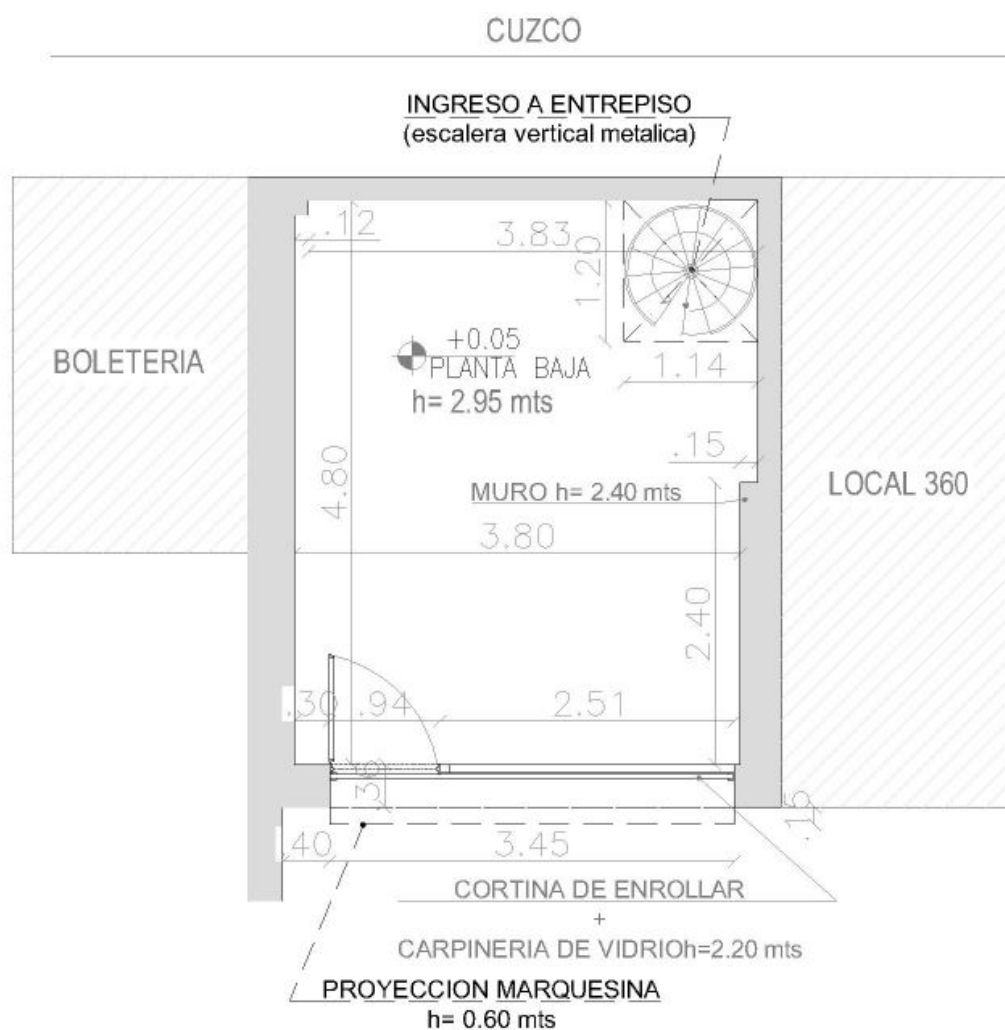 CUZCO
INGRESO A ENTREPISO
(escalera vertical metalica)
.12
3.83
1.20
+0.05
PLANTA BAJA
h= 2.95 mts
BOLETERIA
1.14
.15
4.80
MURO h= 2.40 mts
LOCAL 360
3.80
2.40
.30
.94
2.51
.36
.15
.40
3.45
CORTINA DE ENROLLAR
+
CARPINERIA DE VIDRIOh=2.20 mts
PROYECCION MARQUESINA
h= 0.60 mts